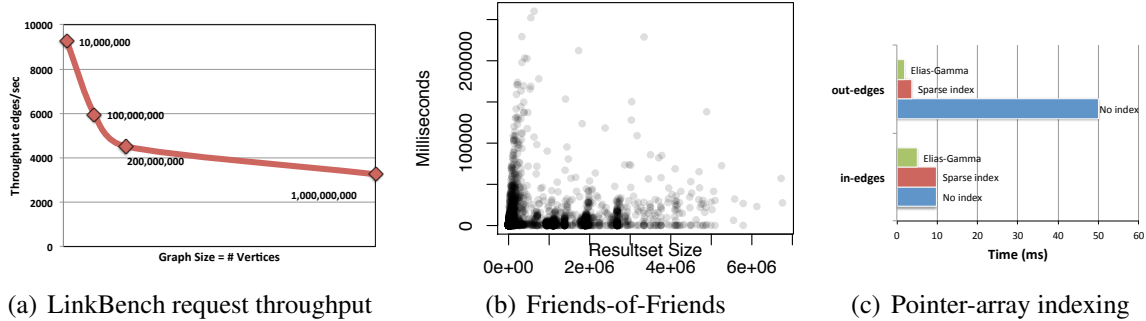 10000
8000
6000
4000
2000
0
Throughput edges/sec
10,000,000
100,000,000
200,000,000
1,000,000,000
Graph Size = # Vertices
(a) LinkBench request throughput
200000
100000
0
Milliseconds
Resultset Size
0e+00 2e+06 4e+06 6e+06
(b) Friends-of-Friends
out-edges
Elias-Gamma
Sparse index
No index
in-edges
Elias-Gamma
Sparse index
No index
0 10 20 30 40 50 60
Time (ms)
(c) Pointer-array indexing